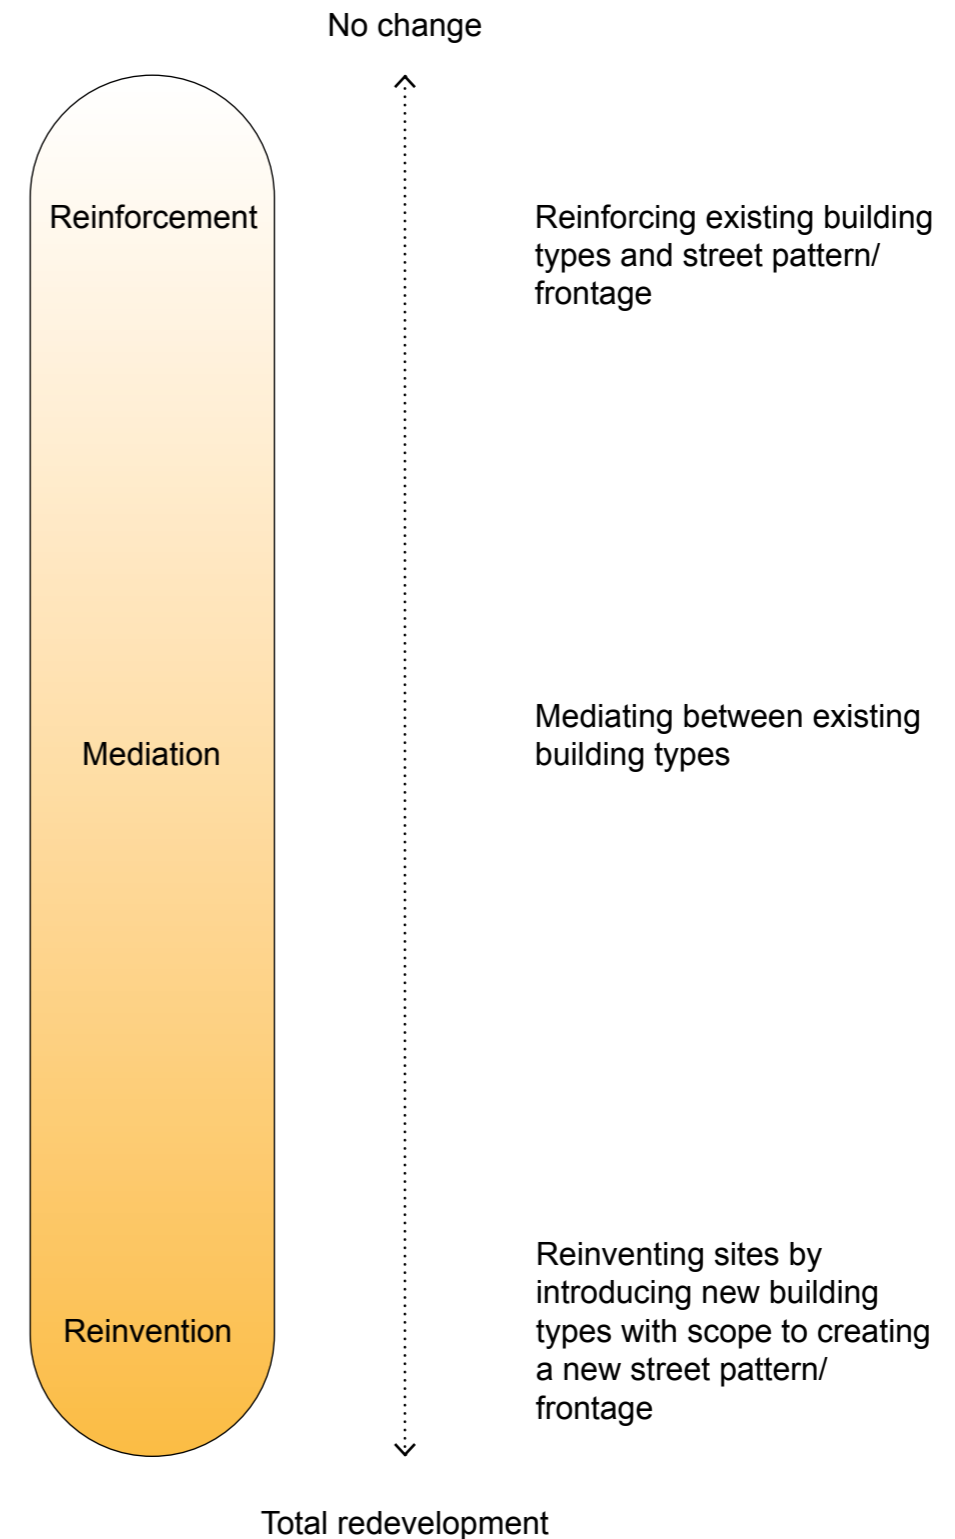 No change
Reinforcement
Reinforcing existing building
types and street pattern/
frontage
Mediation
Mediating between existing
building types
Reinvention
Reinventing sites by
introducing new building
types with scope to creating
a new street pattern/
frontage
Total redevelopment